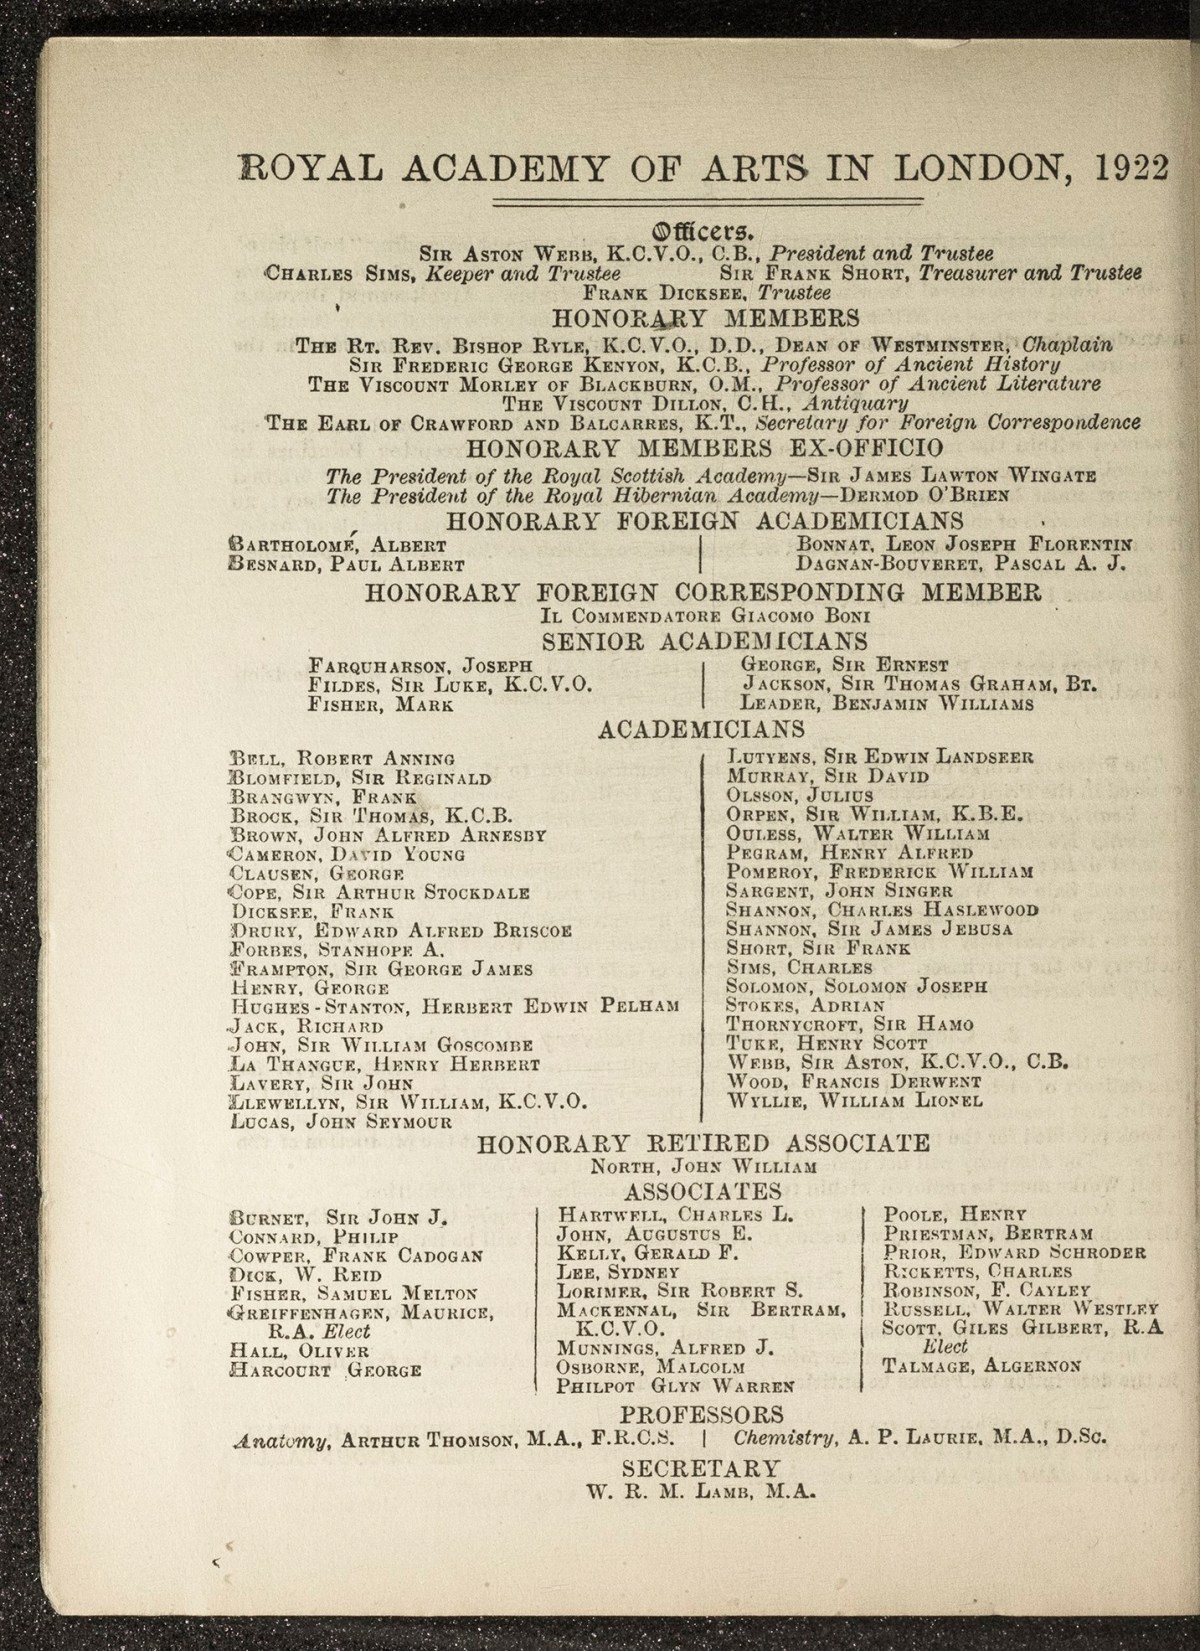 ROYAL ACADEMY OF ARTS IN LONDON, 1922
Officers.
SIR ASTON WEBB, K.C.V.O., C.B., President and Trustee
CHARLES SIMS, Keeper and Trustee SIR FRANK SHORT, Treasurer and Trustee
FRANK DICKSEE, Trustee
HONORARY MEMBERS
THE RT. REV. BISHOP RYLE, K.C.V.O., D.D., DEAN OF WESTMINSTER, Chaplain
SIR FREDERIC GEORGE KENYON, K.C.B., Professor of Ancient History
THE VISCOUNT MORLEY OF BLACKBURN, O.M., Professor of Ancient Literature
THE VISCOUNT DILLON, C.H., Antiquary
THE EARL OF CRAWFORD AND BALCARRES, K.T., Secretary for Foreign Correspondence
HONORARY MEMBERS EX-OFFICIO
The President of the Royal Scottish Academy—SIR JAMES LAWTON WINGATE
The President of the Royal Hibernian Academy—DERMOD O'BRIEN
HONORARY FOREIGN ACADEMICIANS
BARTHOLOMÉ, ALBERT
BESNARD, PAUL ALBERT
BONNAT, LEON JOSEPH FLORENTIN
DAGNAN-BOUVERET, PASCAL A. J.
HONORARY FOREIGN CORRESPONDING MEMBER
IL COMMENDATORE GIACOMO BONI
SENIOR ACADEMICIANS
FARQUHARSON, JOSEPH
FILDES, SIR LUKE, K.C.V.O.
FISHER, MARK
GEORGE, SIR ERNEST
JACKSON, SIR THOMAS GRAHAM, BT.
LEADER, BENJAMIN WILLIAMS
ACADEMICIANS
BELL, ROBERT ANNING
BLOMFIELD, SIR REGINALD
BRANGWYN, FRANK
BROCK, SIR THOMAS, K.C.B.
BROWN, JOHN ALFRED ARNESBY
CAMERON, DAVID YOUNG
CLAUSEN, GEORGE
COPE, SIR ARTHUR STOCKDALE
DICKSEE, FRANK
DRURY, EDWARD ALFRED BRISCOE
FORBES, STANHOPE A.
FRAMPTON, SIR GEORGE JAMES
HENRY, GEORGE
HUGHES-STANTON, HERBERT EDWIN PELHAM
JACK, RICHARD
JOHN, SIR WILLIAM GOSCOMBE
LA THANGUE, HENRY HERBERT
LAVERY, SIR JOHN
LLEWELLYN, SIR WILLIAM, K.C.V.O.
LUCAS, JOHN SEYMOUR
LUTYENS, SIR EDWIN LANDSEER
MURRAY, SIR DAVID
OLSSON, JULIUS
ORPEN, SIR WILLIAM, K.B.E.
OULESS, WALTER WILLIAM
PEGRAM, HENRY ALFRED
POMEROY, FREDERICK WILLIAM
SARGENT, JOHN SINGER
SHANNON, CHARLES HASLEWOOD
SHANNON, SIR JAMES JEBUSA
SHORT, SIR FRANK
SIMS, CHARLES
SOLOMON, SOLOMON JOSEPH
STOKES, ADRIAN
THORNYCROFT, SIR HAMO
TUKE, HENRY SCOTT
WEBB, SIR ASTON, K.C.V.O., C.B.
WOOD, FRANCIS DERWENT
WYLLIE, WILLIAM LIONEL
HONORARY RETIRED ASSOCIATE
NORTH, JOHN WILLIAM
ASSOCIATES
BURNET, SIR JOHN J.
CONNARD, PHILIP
COWPER, FRANK CADOGAN
DICK, W. REID
FISHER, SAMUEL MELTON
GREIFFENHAGEN, MAURICE,
R.A. Elect
HALL, OLIVER
HARCOURT GEORGE
HARTWELL, CHARLES L.
JOHN, AUGUSTUS E.
KELLY, GERALD F.
LEE, SYDNEY
LORIMER, SIR ROBERT S.
MACKENNAL, SIR BERTRAM,
K.C.V.O.
MUNNINGS, ALFRED J.
OSBORNE, MALCOLM
PHILPOT GLYN WARREN
POOLE, HENRY
PRIESTMAN, BERTRAM
PRIOR, EDWARD SCHRODER
RICKETTS, CHARLES
ROBINSON, F. CAYLEY
RUSSELL, WALTER WESTLEY
SCOTT, GILES GILBERT, R.A
Elect
TALMAGE, ALGERNON
PROFESSORS
Anatomy, ARTHUR THOMSON, M.A., F.R.C.S. | Chemistry, A. P. LAURIE, M.A., D.Sc.
SECRETARY
W. R. M. LAMB, M.A.